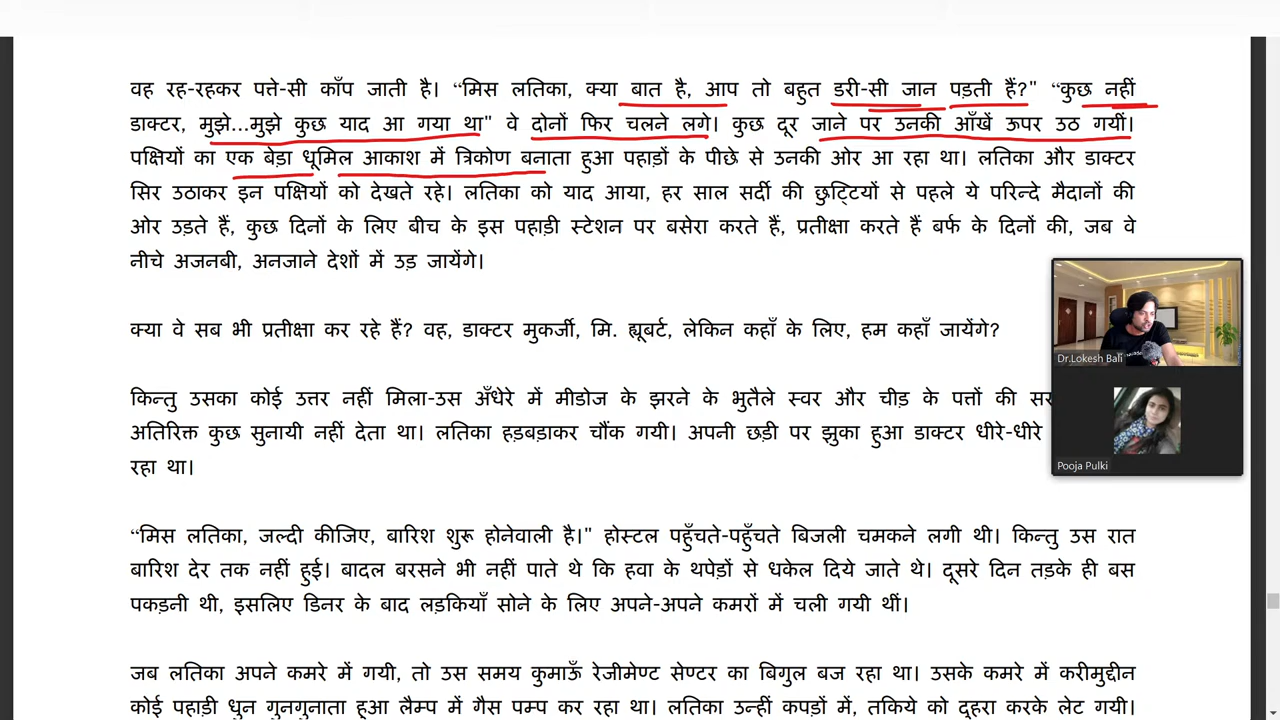 वह रह-रहकर पत्ते-सी काँप जाती है। “मिस लतिका, क्या बात है, आप तो बहुत डरी-सी जान पड़ती हैं?" “कुछ नहीं
डाक्टर, मुझे...मुझे कुछ याद आ गया था" वे दोनों फिर चलने लगे। कुछ दूर जाने पर उनकी आँखें ऊपर उठ गयीं।
पक्षियों का एक बेड़ा धूमिल आकाश में त्रिकोण बनाता हुआ पहाड़ों के पीछे से उनकी ओर आ रहा था। लतिका और डाक्टर
सिर उठाकर इन पक्षियों को देखते रहे। लतिका को याद आया, हर साल सर्दी की छुट्टियों से पहले ये परिन्दे मैदानों की
ओर उड़ते हैं, कुछ दिनों के लिए बीच के इस पहाड़ी स्टेशन पर बसेरा करते हैं, प्रतीक्षा करते हैं बर्फ के दिनों की, जब वे
नीचे अजनबी, अनजाने देशों में उड़ जायेंगे।
क्या वे सब भी प्रतीक्षा कर रहे हैं? वह, डाक्टर मुकर्जी, मि. ह्यूबर्ट, लेकिन कहाँ के लिए, हम कहाँ जायेंगे?
किन्तु उसका कोई उत्तर नहीं मिला-उस अँधेरे में मीडोज के झरने के भुतैले स्वर और चीड़ के पत्तों की
अतिरिक्त कुछ सुनायी नहीं देता था। लतिका हड़बड़ाकर चौंक गयी। अपनी छड़ी पर झुका हुआ डाक्टर धीरे-धीरे
रहा था।
“मिस लतिका, जल्दी कीजिए, बारिश शुरू होनेवाली है।" होस्टल पहुँचते-पहुँचते बिजली चमकने लगी थी। किन्तु उस रात
बारिश देर तक नहीं हुई। बादल बरसने भी नहीं पाते थे कि हवा के थपेड़ों से धकेल दिये जाते थे। दूसरे दिन तड़के ही बस
पकड़नी थी, इसलिए डिनर के बाद लड़कियाँ सोने के लिए अपने-अपने कमरों में चली गयी थीं।
जब लतिका अपने कमरे में गयी, तो उस समय कुमाऊँ रेजीमेण्ट सेण्टर का बिगुल बज रहा था। उसके कमरे में करीमुद्दीन
कोई पहाड़ी धुन गुनगुनाता हुआ लैम्प में गैस पम्प कर रहा था। लतिका उन्हीं कपड़ों में, तकिये को दूहरा करके लेट गयी।
Dr.Lokesh Bali
Pooja Pulki